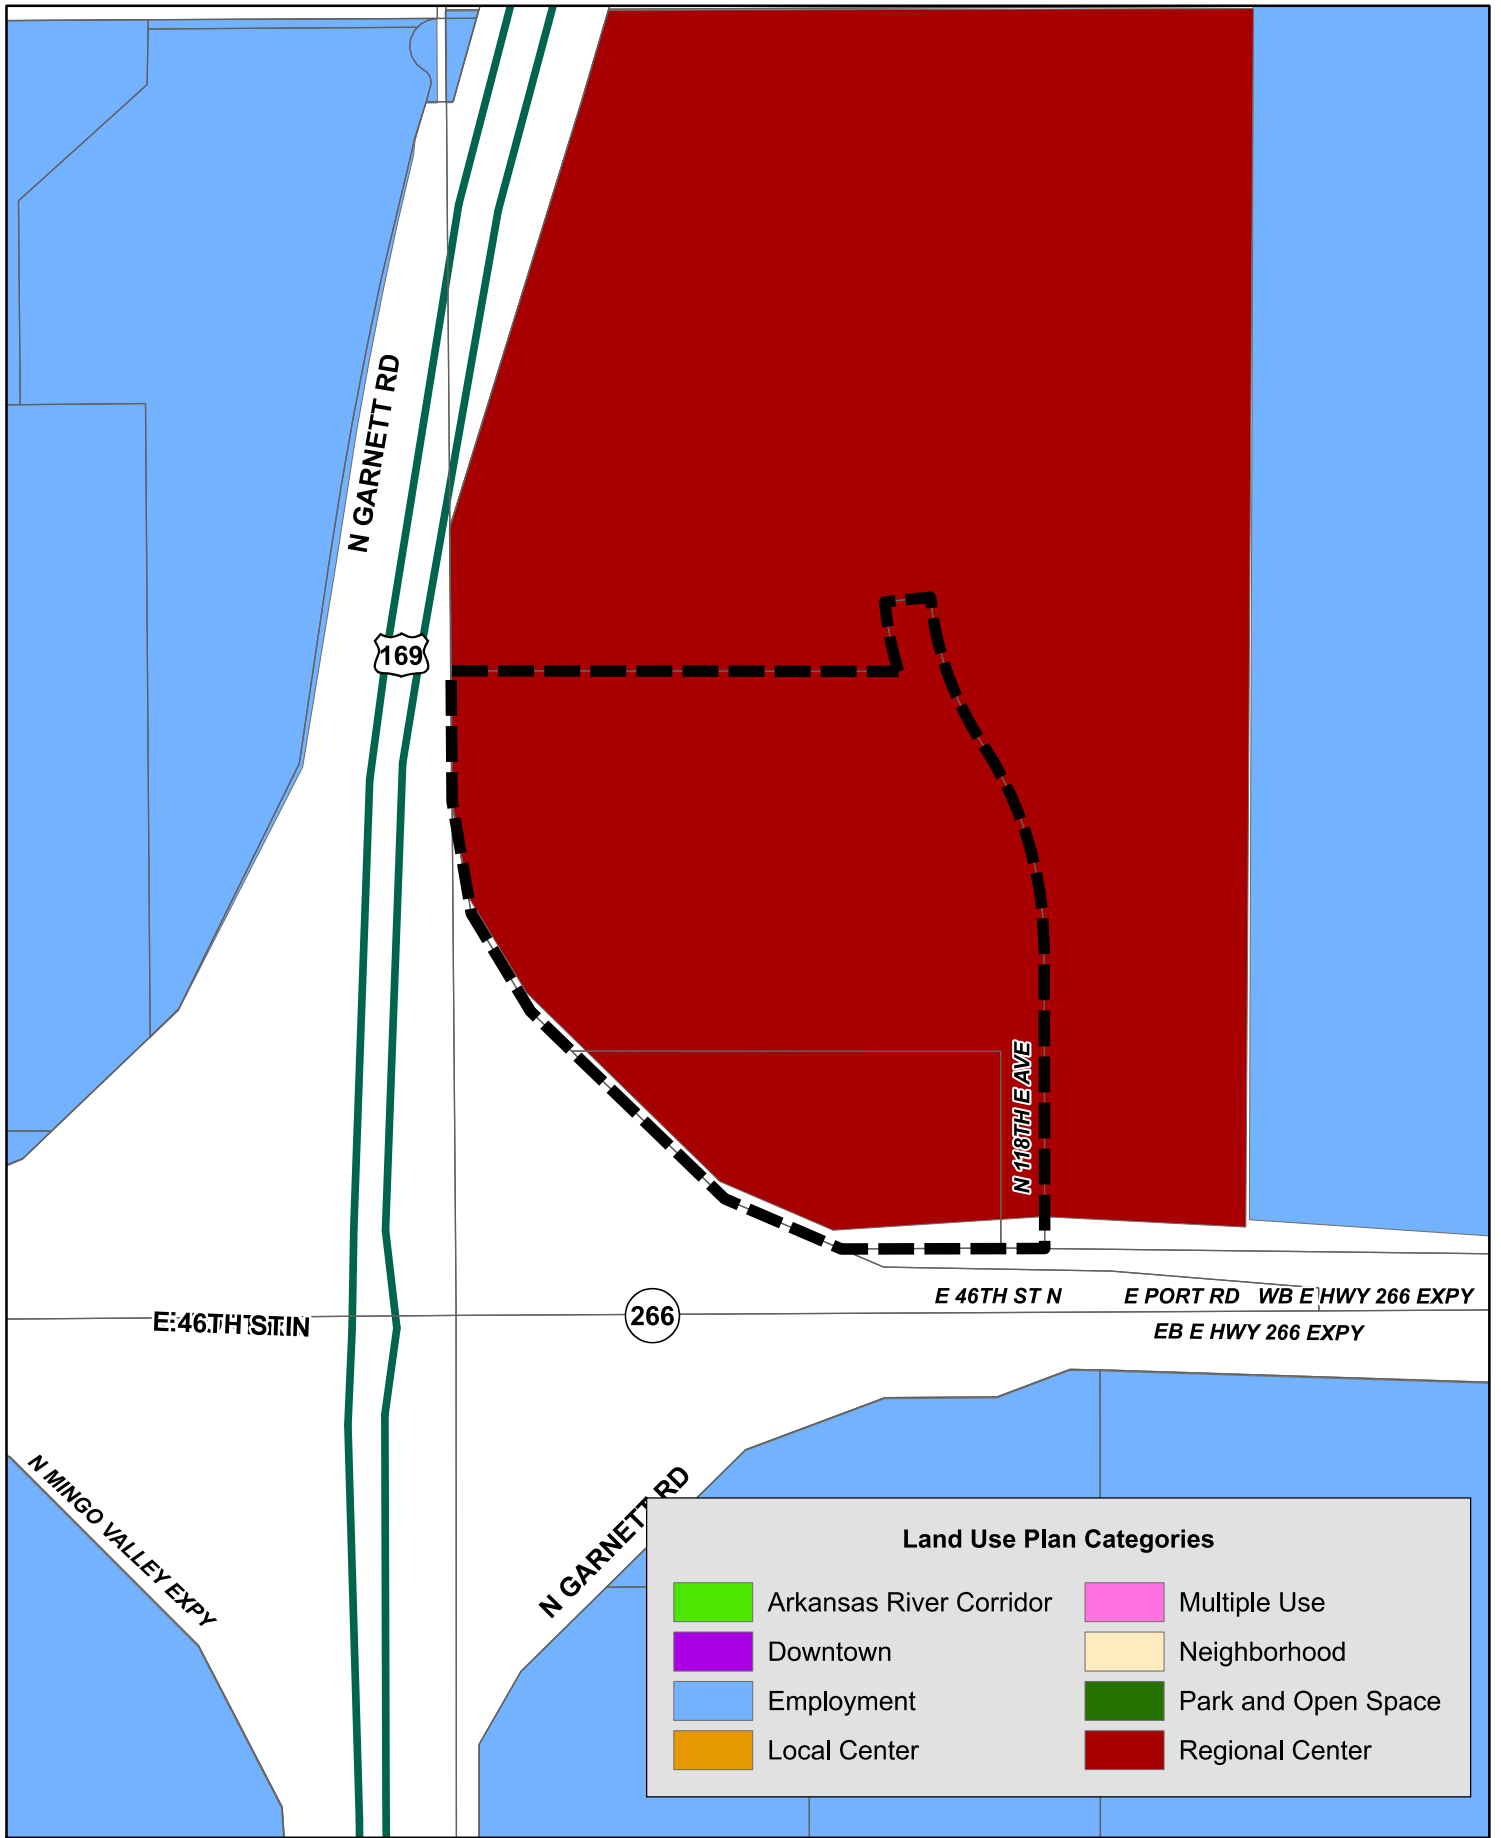 N GARNETT RD
169
N 118TH E AVE
E 46TH ST N
E PORT RD
WB E HWY 266 EXPY
266
EB E HWY 266 EXPY
N MINGO VALLEY EXPY
N GARNETT RD
Land Use Plan Categories
Arkansas River Corridor
Downtown
Employment
Local Center
Multiple Use
Neighborhood
Park and Open Space
Regional Center